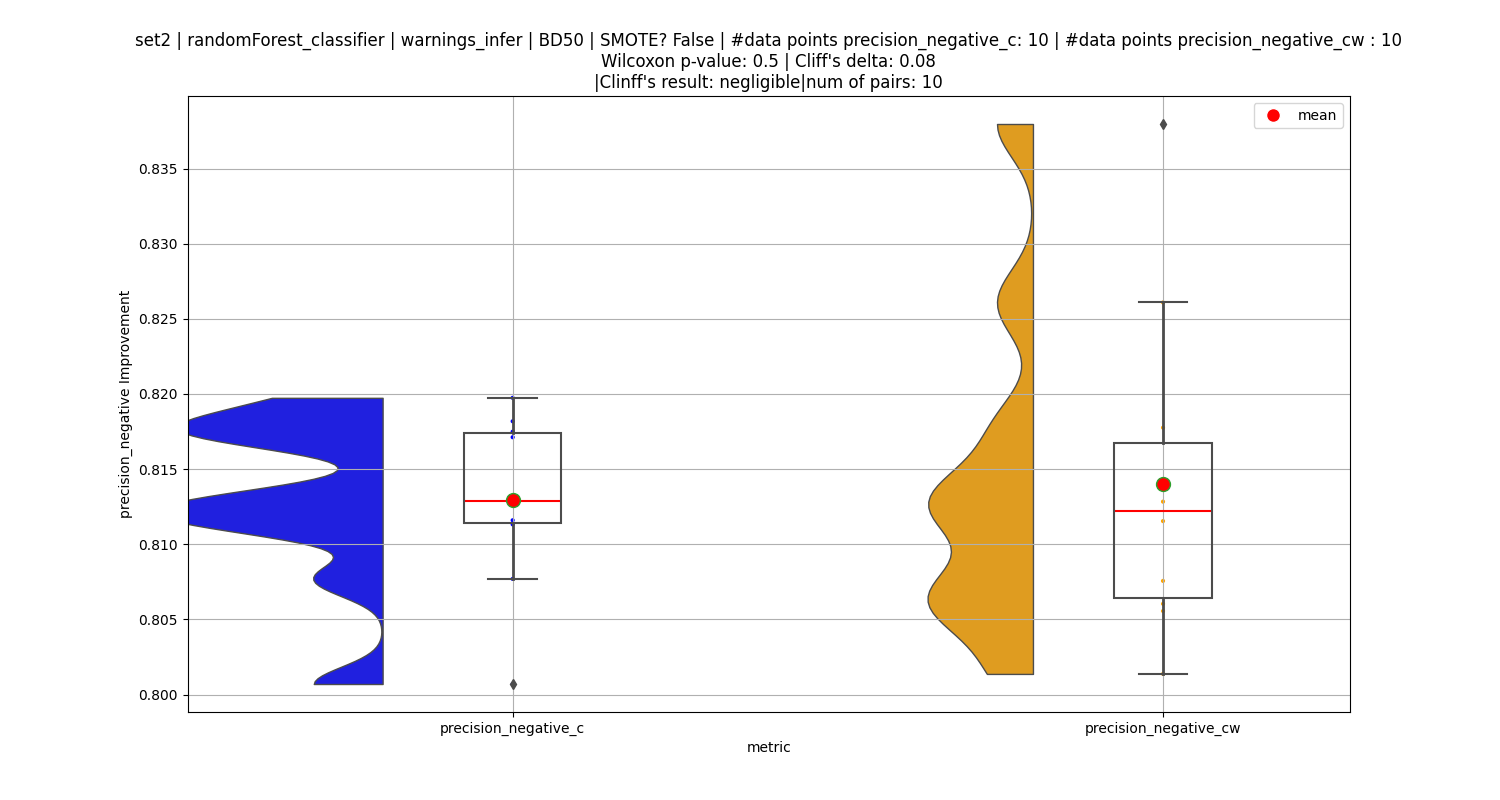 set2 | randomForest_classifier | warnings_infer | BD50 | SMOTE? False | #data points precision_negative_c: 10 | #data points precision_negative_cw : 10
Wilcoxon p-value: 0.5 | Cliff's delta: 0.08
|Clinff's result: negligible|num of pairs: 10
mean
0.835
0.830
0.825
0.820
0.815
0.810
0.805
0.800
precision_negative Improvement
precision_negative_c
precision_negative_cw
metric